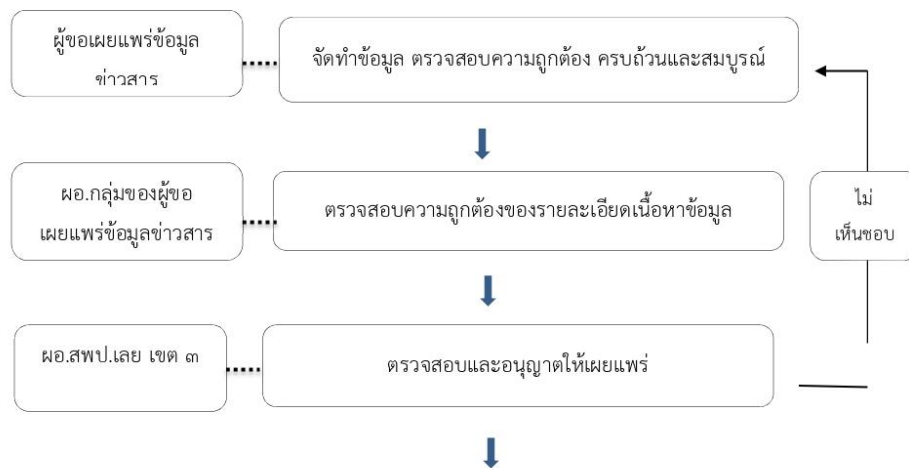 ผู้ขอเผยแพร่ข้อมูล
ข่าวสาร
จัดทำข้อมูล ตรวจสอบความถูกต้อง ครบถ้วนและสมบูรณ์
ผอ.กลุ่มของผู้ขอ
เผยแพร่ข้อมูลข่าวสาร
ตรวจสอบความถูกต้องของรายละเอียดเนื้อหาข้อมูล
ไม่
เห็นชอบ
ผอ.สพป.เลย เขต ๓
ตรวจสอบและอนุญาตให้เผยแพร่